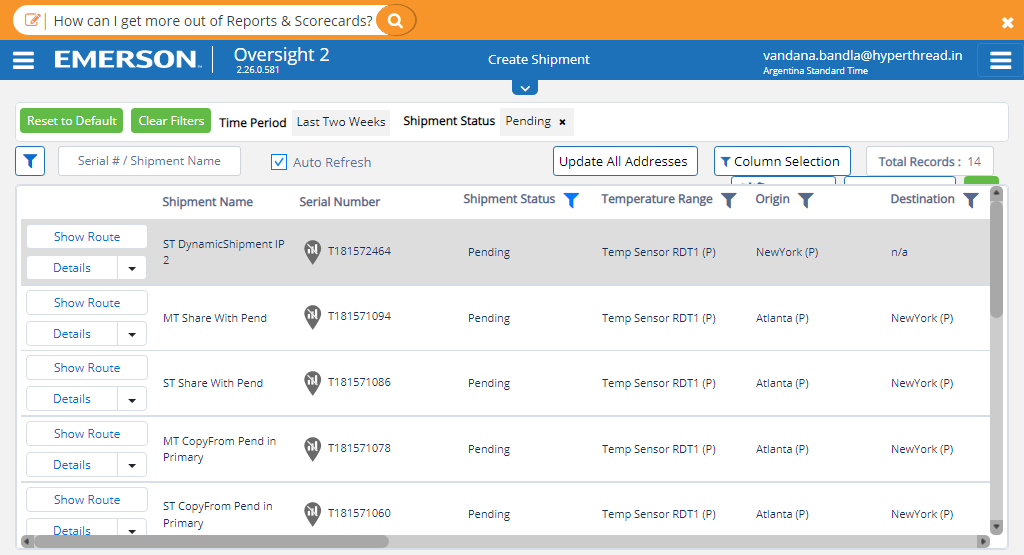 How can I get more out of Reports & Scorecards?
EMERSON
Oversight 2
2.26.0.581
Create Shipment
vandana.bandla@hyperthread.in
Argentina Standard Time
Reset to Default Clear Filters Time Period Last Two Weeks Shipment Status Pending ×
Serial # / Shipment Name Auto Refresh Update All Addresses Column Selection Total Records : 14
Shipment Name Serial Number Shipment Status Temperature Range Origin Destination
Show Route
Details
ST DynamicShipment IP
2
T181572464 Pending Temp Sensor RDT1 (P) NewYork (P) n/a
Show Route
Details
MT Share With Pend T181571094 Pending Temp Sensor RDT1 (P) Atlanta (P) NewYork (P)
Show Route
Details
ST Share With Pend T181571086 Pending Temp Sensor RDT1 (P) Atlanta (P) NewYork (P)
Show Route
Details
MT CopyFrom Pend in
Primary
T181571078 Pending Temp Sensor RDT1 (P) Atlanta (P) NewYork (P)
Show Route
Details
ST CopyFrom Pend in
Primary
T181571060 Pending Temp Sensor RDT1 (P) Atlanta (P) NewYork (P)